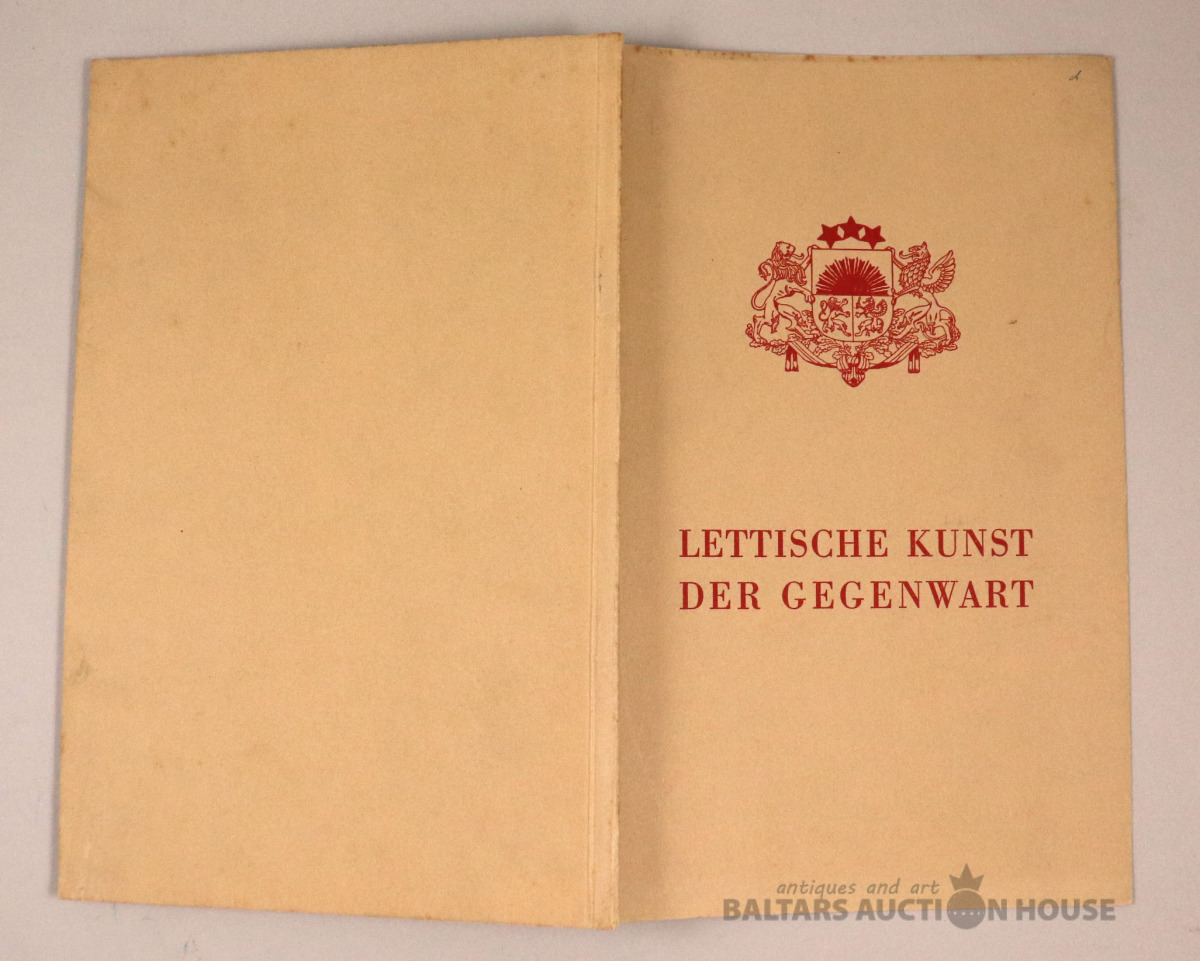 LETTISCHE KUNST
DER GEGENWART
antiques and art
BALTARS AUCTION HOUSE